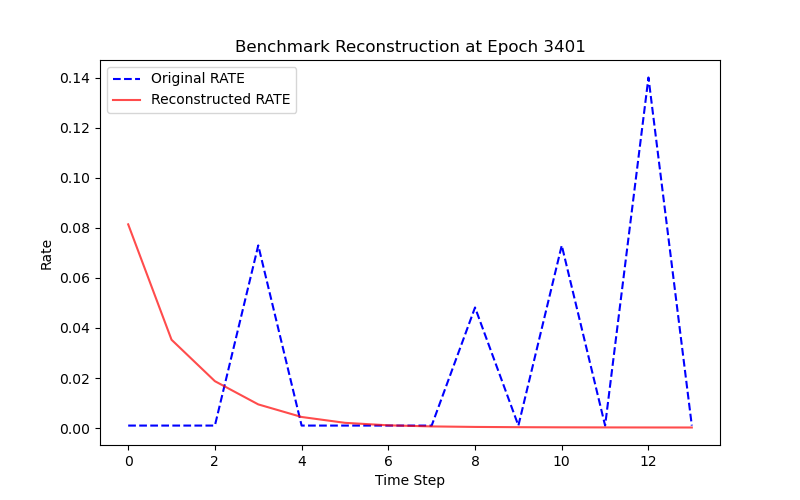 Benchmark Reconstruction at Epoch 3401
Original RATE
Reconstructed RATE
0.14
0.12
0.10
0.08
0.06
0.04
0.02
0.00
Rate
0 2 4 6 8 10 12
Time Step